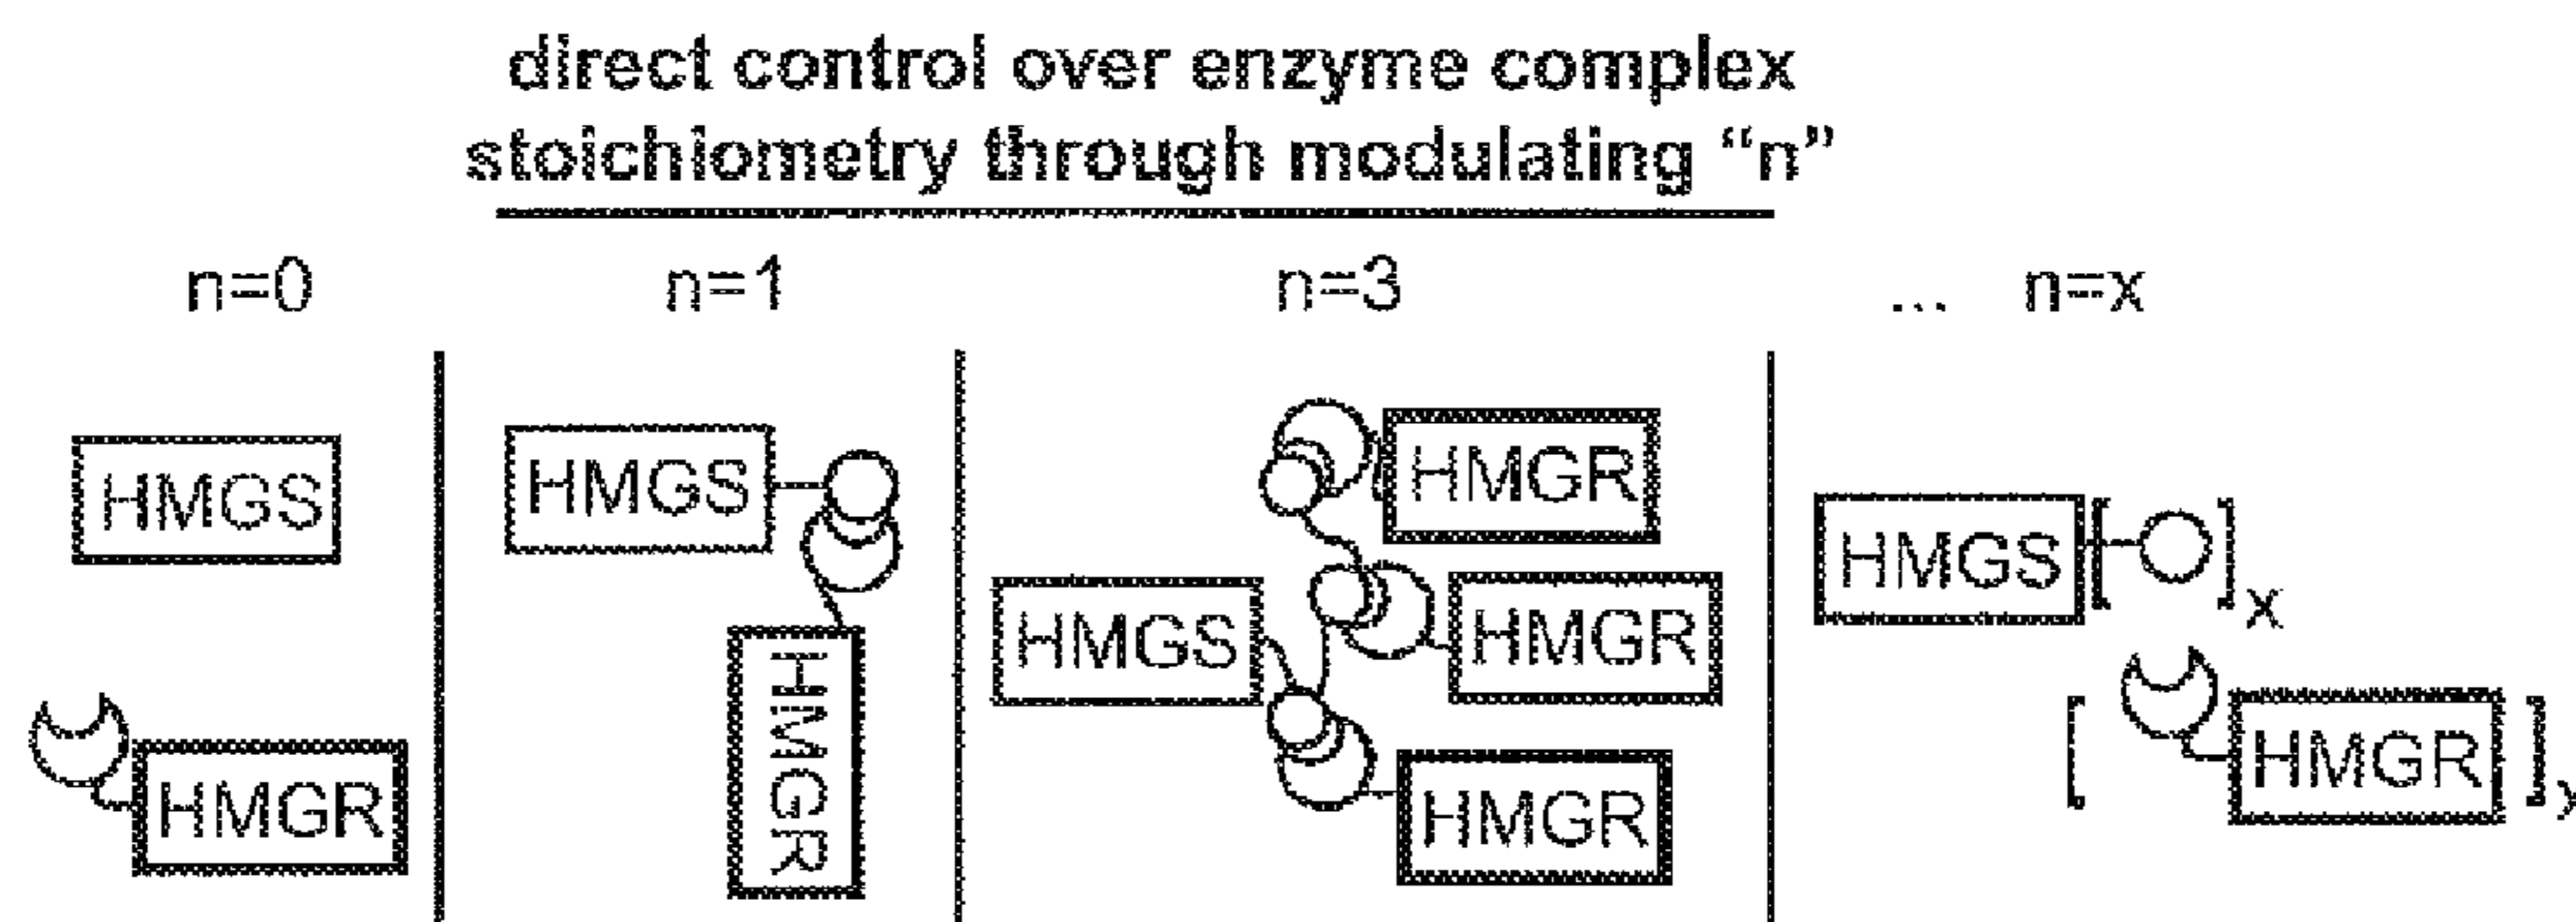 direct control over enzyme complex
stoichiometry through modulating “n”
n=0
n=1
n=3
... n=x
HMGS
HMGR
HMGS
HMGR
HMGR
HMGS
HMGR
HMGR
HMGS
x
HMGR
x